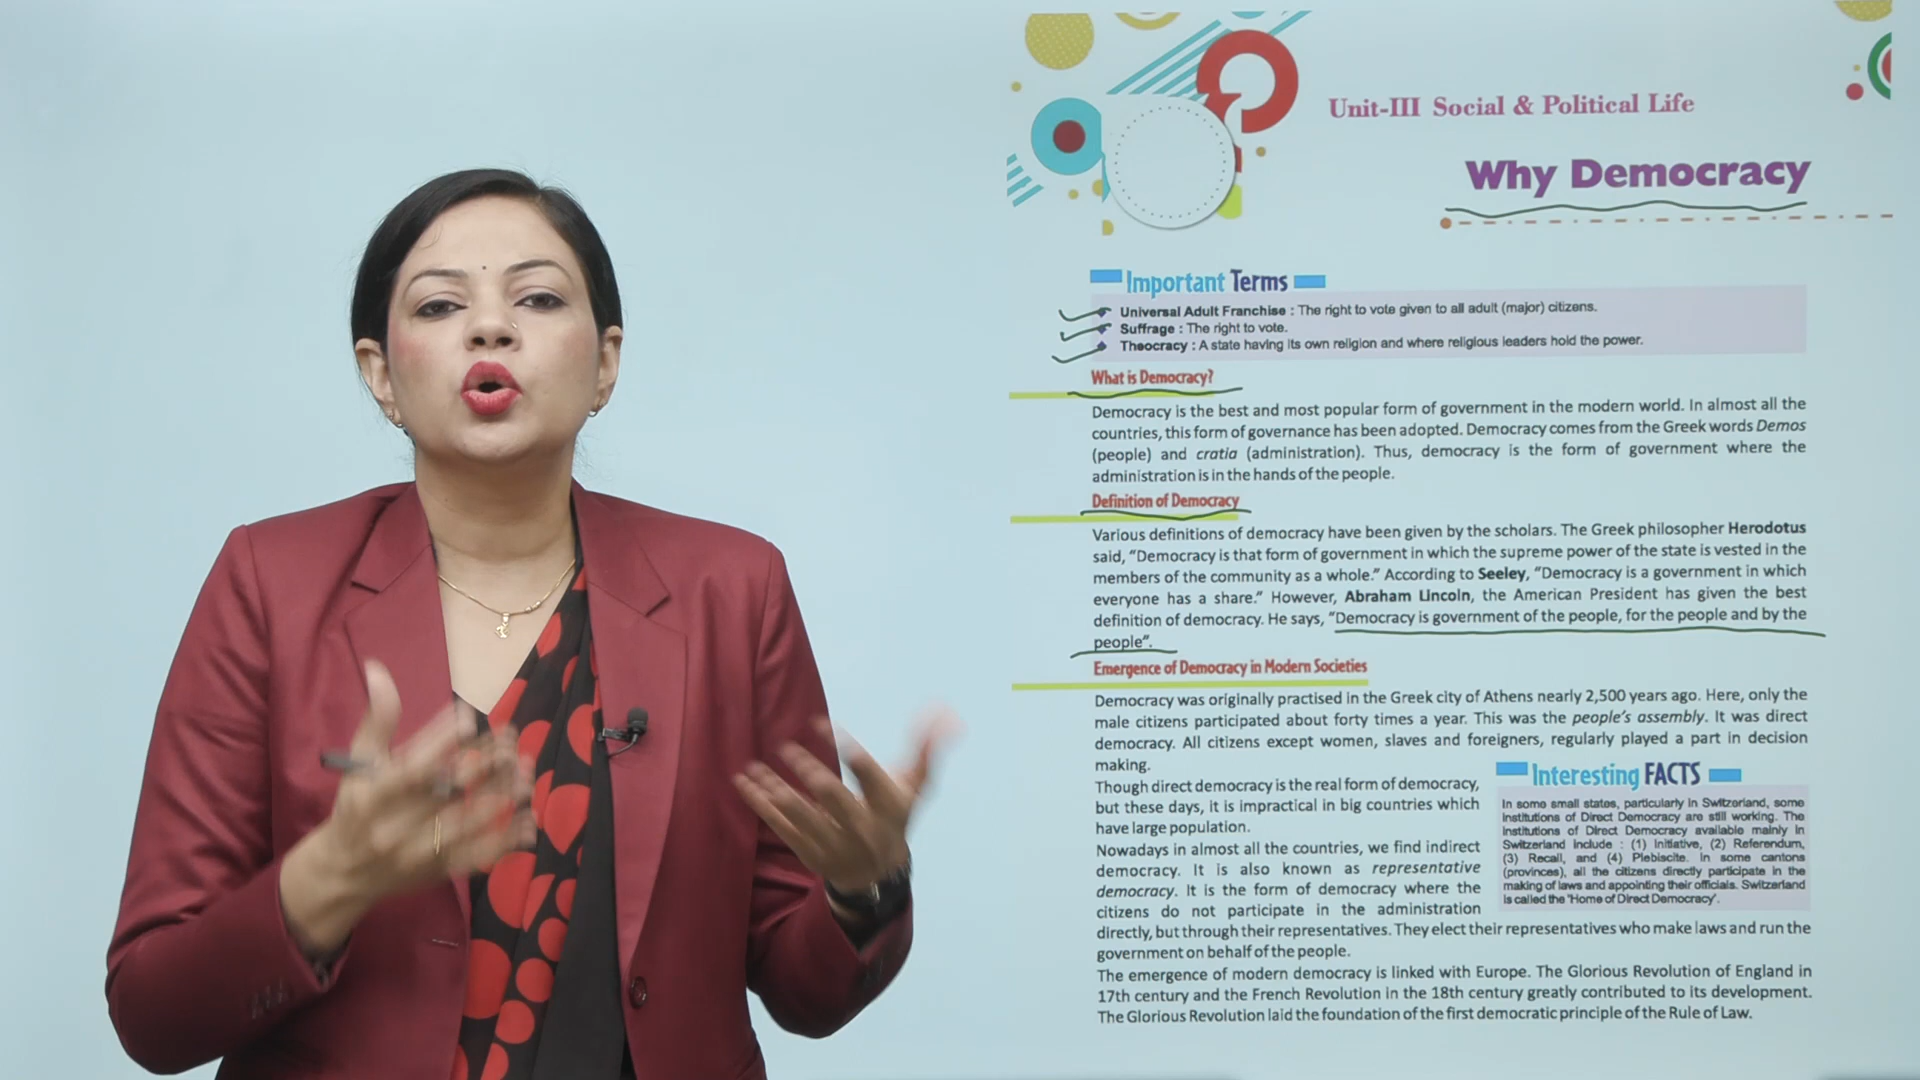 Unit-III Social & Political Life
Why Democracy
Important Terms
Universal Adult Franchise : The right to vote given to all adult (major) citizens.
Suffrage : The right to vote.
Theocracy : A state having its own religion and where religious leaders hold the power.
What is Democracy?
Democracy is the best and most popular form of government in the modern world. In almost all the
countries, this form of governance has been adopted. Democracy comes from the Greek words Demos
(people) and cratia (administration). Thus, democracy is the form of government where the
administration is in the hands of the people.
Definition of Democracy
Various definitions of democracy have been given by the scholars. The Greek philosopher Herodotus
said, “Democracy is that form of government in which the supreme power of the state is vested in the
members of the community as a whole.” According to Seeley, “Democracy is a government in which
everyone has a share.” However, Abraham Lincoln, the American President has given the best
definition of democracy. He says, “Democracy is government of the people, for the people and by the
people”.
Emergence of Democracy in Modern Societies
Democracy was originally practised in the Greek city of Athens nearly 2,500 years ago. Here, only the
male citizens participated about forty times a year. This was the people's assembly. It was direct
democracy. All citizens except women, slaves and foreigners, regularly played a part in decision
making.
Though direct democracy is the real form of democracy,
but these days, it is impractical in big countries which
have large population.
Nowadays in almost all the countries, we find indirect
democracy. It is also known as representative
democracy. It is the form of democracy where the
citizens do not participate in the administration
directly, but through their representatives. They elect their representatives who make laws and run the
government on behalf of the people.
The emergence of modern democracy is linked with Europe. The Glorious Revolution of England in
17th century and the French Revolution in the 18th century greatly contributed to its development.
The Glorious Revolution laid the foundation of the first democratic principle of the Rule of Law.
Interesting FACTS
In some small states, particularly in Switzerland, some
institutions of Direct Democracy are still working. The
institutions of Direct Democracy available mainly in
Switzerland include : (1) Initiative, (2) Referendum,
(3) Recall, and (4) Plebiscite. In some cantons
(provinces), all the citizens directly participate in the
making of laws and appointing their officials. Switzerland
is called the ‘Home of Direct Democracy’.